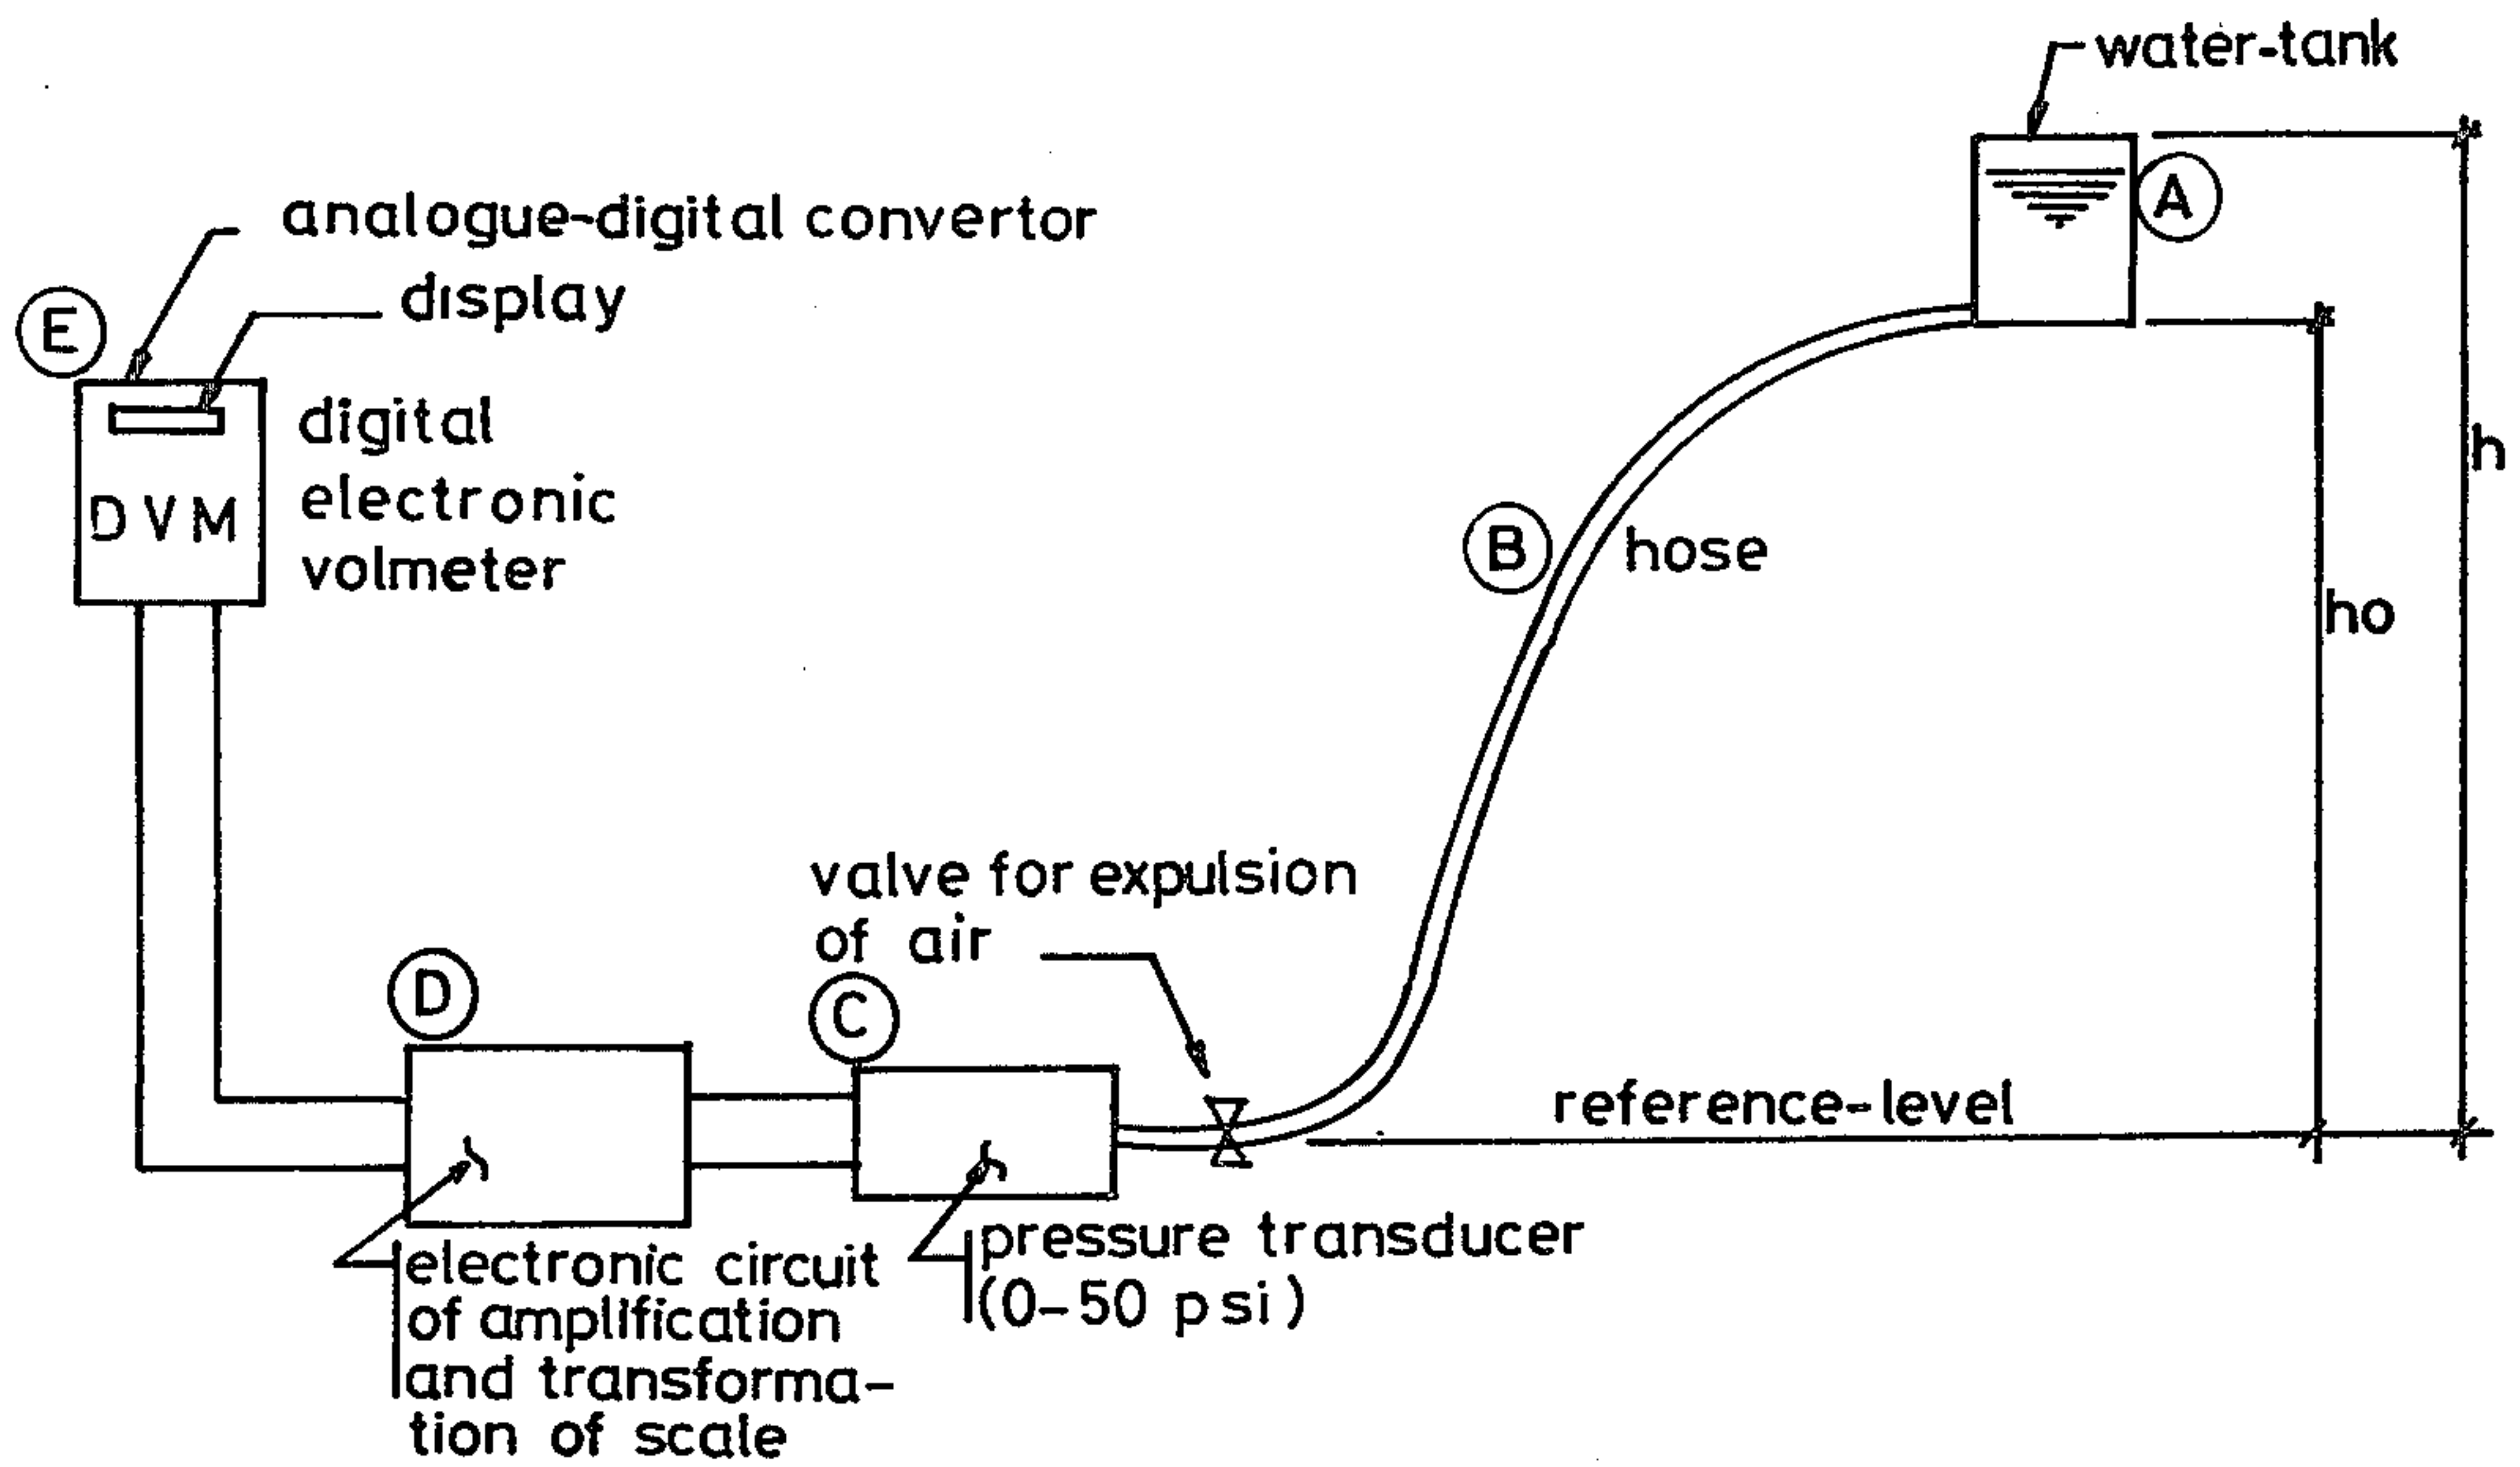 water-tank
A
analogue-digital convertor
display
E
digital
electronic
volmeter
DVM
h
ho
B
hose
valve for expulsion
of air
D
C
reference-level
pressure transducer
(0-50 psi)
electronic circuit
of amplification
and transforma-
tion of scale